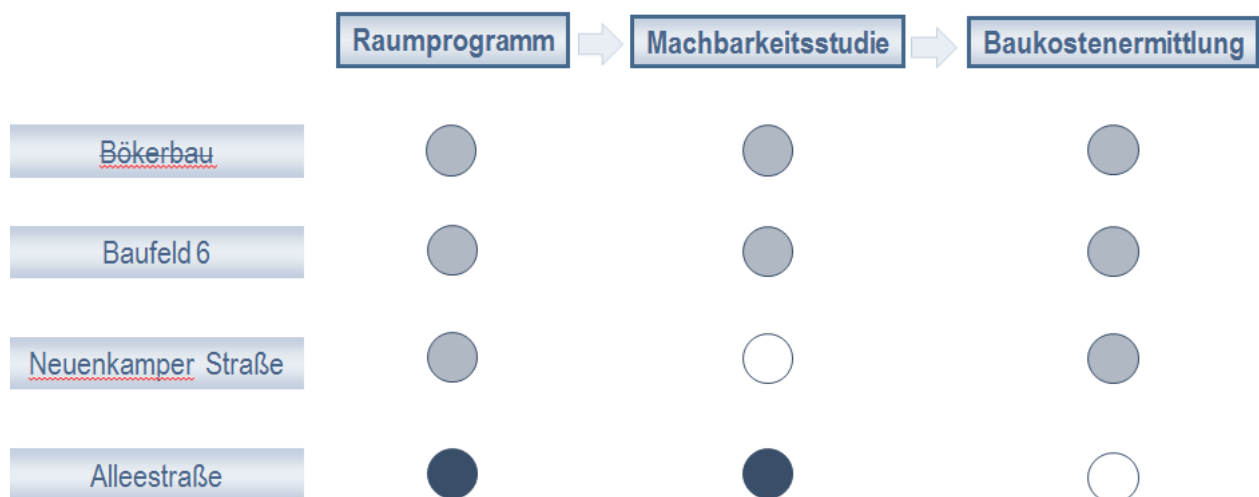 Raumprogramm
Machbarkeitsstudie
Baukostenermittlung
Bökerbau
Baufeld 6
Neuenkamper Straße
Alleestraße